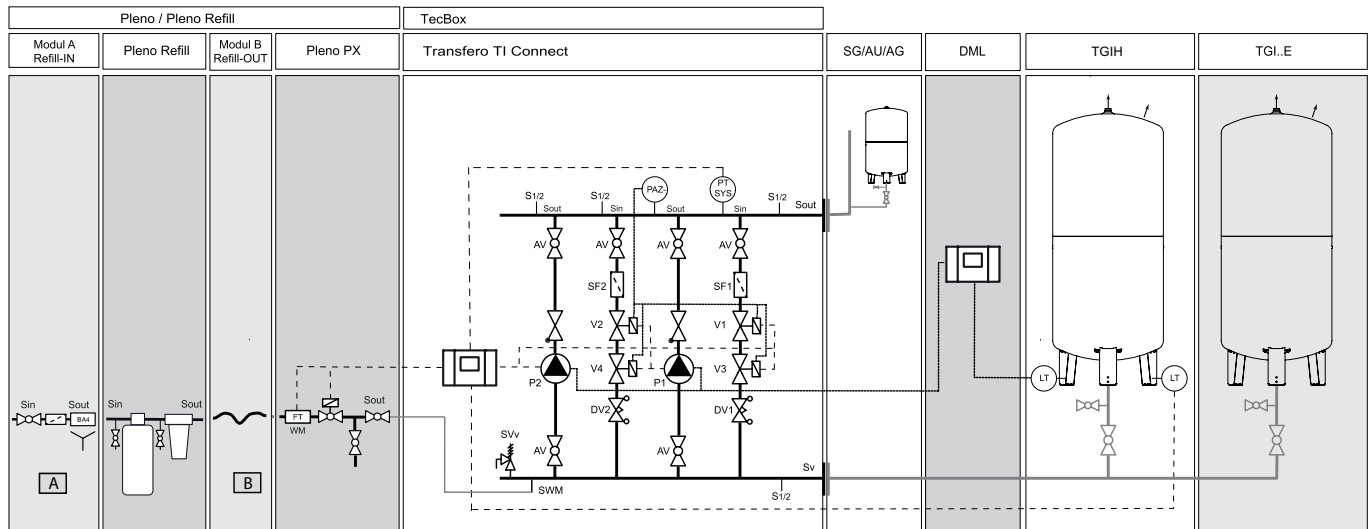 Pleno / Pleno Refill
TecBox
Modul A
Refill-IN
Pleno Refill
Modul B
Refill-OUT
Pleno PX
Transfero TI Connect
SG/AU/AG
DML
TGIH
TGI..E
PAZ-
PT
SYS
S1/2
Sout
S1/2
Sin
Sout
Sin
S1/2
Sout
AV
AV
AV
AV
SF2
SF1
V2
V1
P2
V4
P1
V3
LT
LT
DV2
DV1
Sin
Sout
BA4
Sin
Sout
FT
WM
Sout
SVv
AV
AV
Sv
A
B
SWM
S1/2